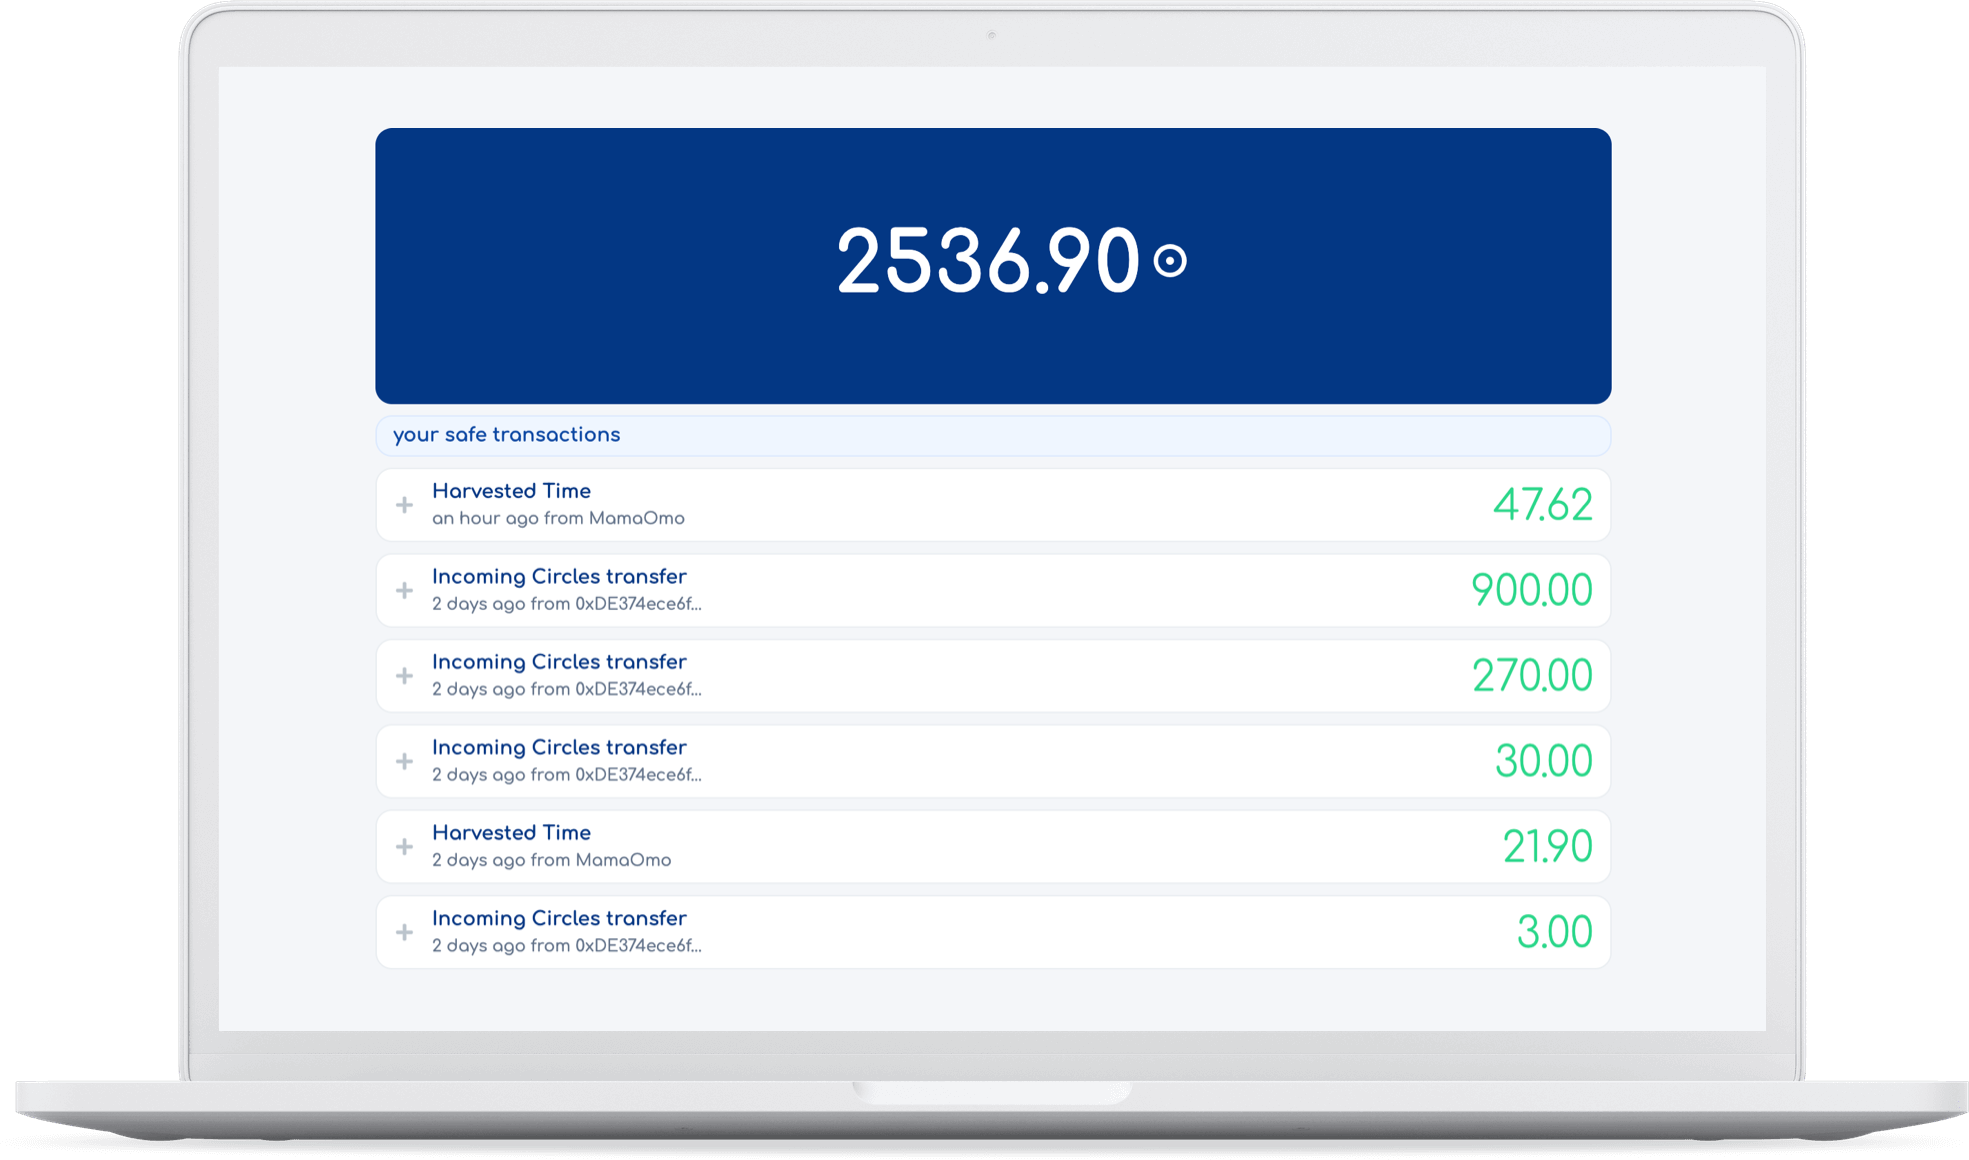 2536.90
your safe transactions
Harvested Time
an hour ago from MamaOmo
47.62
Incoming Circles transfer
2 days ago from 0xDE374ece6f...
900.00
Incoming Circles transfer
2 days ago from 0xDE374ece6f...
270.00
Incoming Circles transfer
2 days ago from 0xDE374ece6f...
30.00
Harvested Time
2 days ago from MamaOmo
21.90
Incoming Circles transfer
2 days ago from 0xDE374ece6f...
3.00